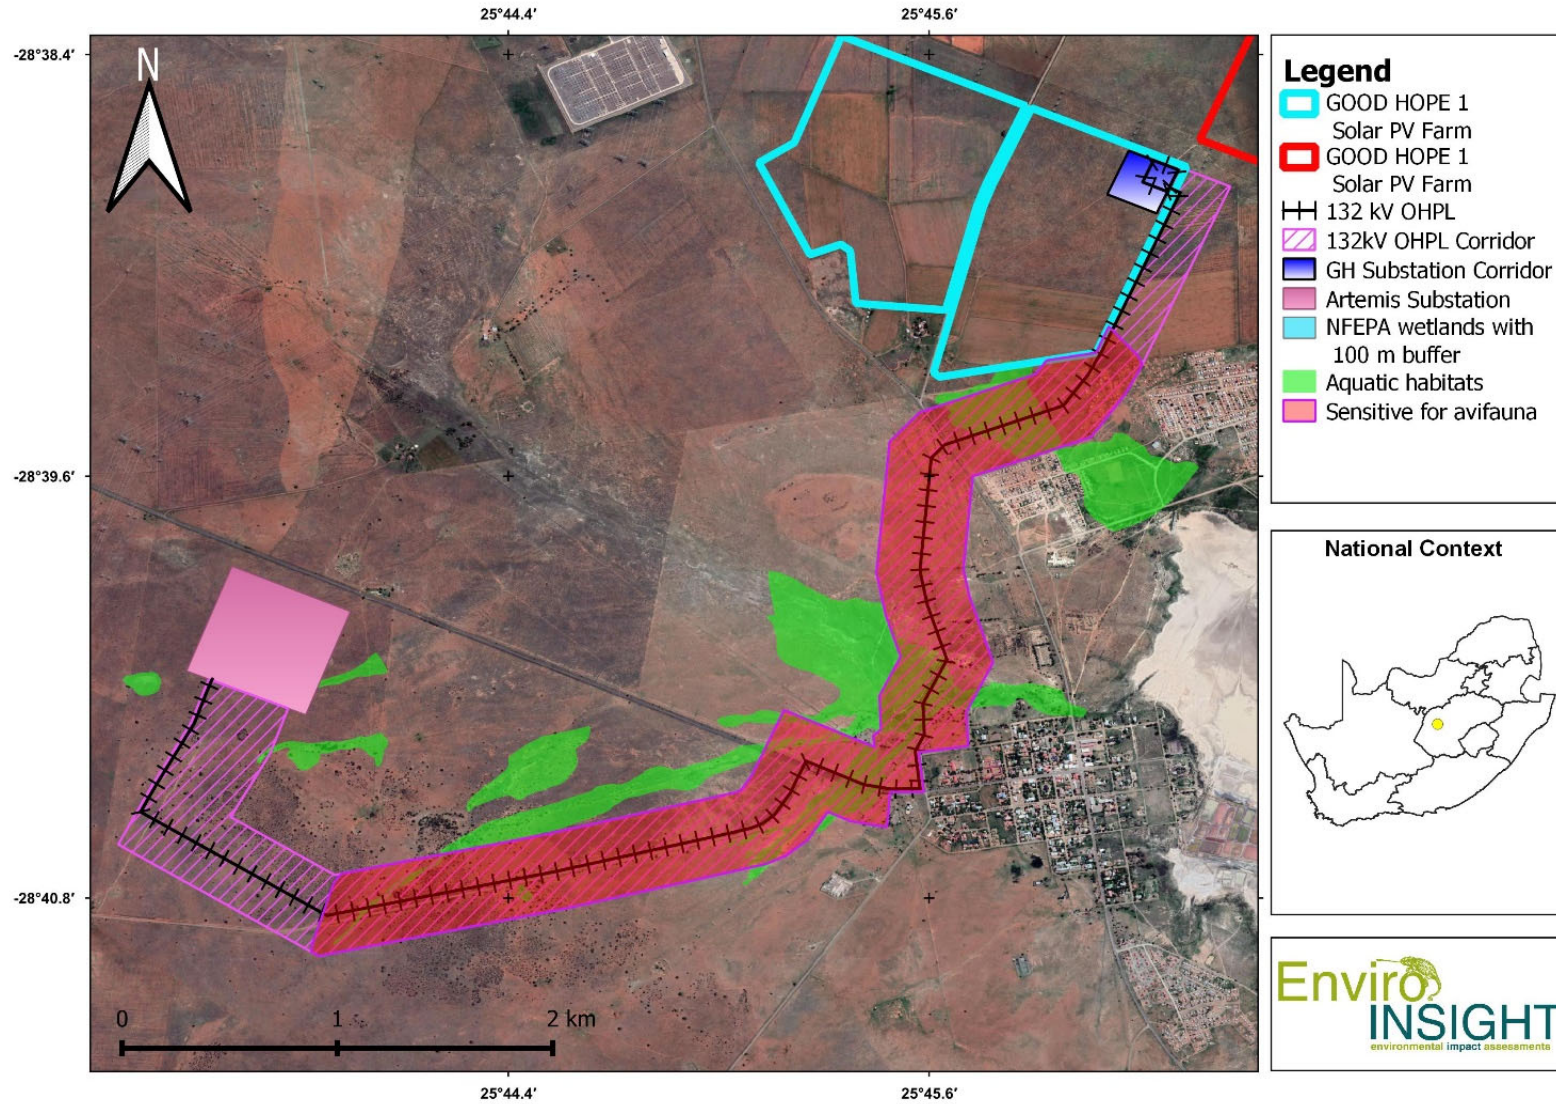 25°44.4′ 25°45.6′
-28°38.4′
N
-28°39.6′
-28°40.8′
0 1 2 km
25°44.4′ 25°45.6′
Legend
GOOD HOPE 1
Solar PV Farm
GOOD HOPE 1
Solar PV Farm
132 kV OHPL
132kV OHPL Corridor
GH Substation Corridor
Artemis Substation
NFEPA wetlands with
100 m buffer
Aquatic habitats
Sensitive for avifauna
National Context
Enviro
INSIGHT
environmental impact assessments